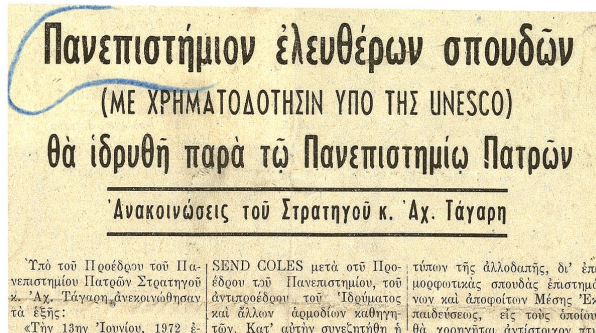 Πανεπιστήμιον ἐλευθέρων σπουδῶν
(ΜΕ ΧΡΗΜΑΤΟΔΟΤΗΣΙΝ ΥΠΟ ΤΗΣ UNESCO)
θὰ ἱδρυθῆ παρὰ τῷ Πανεπιστημίῳ Πατρῶν
Ἀνακοινώσεις τοῦ Στρατηγοῦ κ. Ἀχ. Τάγαρη
Ὑπὸ τοῦ Προέδρου τοῦ Πα-
νεπιστημίου Πατρῶν Στρατηγοῦ
κ. Ἀχ. Τάγαρη ἀνεκοινώθησαν
τὰ ἑξῆς:
«Τὴν 13ην Ἰουνίου, 1972 ἐ-
SEND COLES μετὰ οτῦ Προ-
έδρου τοῦ Πανεπιστημίου, τοῦ
ἀντιπροέδρου τοῦ Ἱδρύματος
καὶ ἄλλων ἁρμοδίων καθηγη-
τῶν. Κατ' αὐτὴν συνεζητήθη ἡ
τύπων τῆς ἀλλοδαπῆς, δι' ἐπι
μορφωτικὰς σπουδὰς ἐπιστημό
νων καὶ ἀποφοίτων Μέσης Ἐκ
παιδεύσεως, εἰς τοὺς ὁποίου
θὰ χορηγῆται ἀντίστοιχον